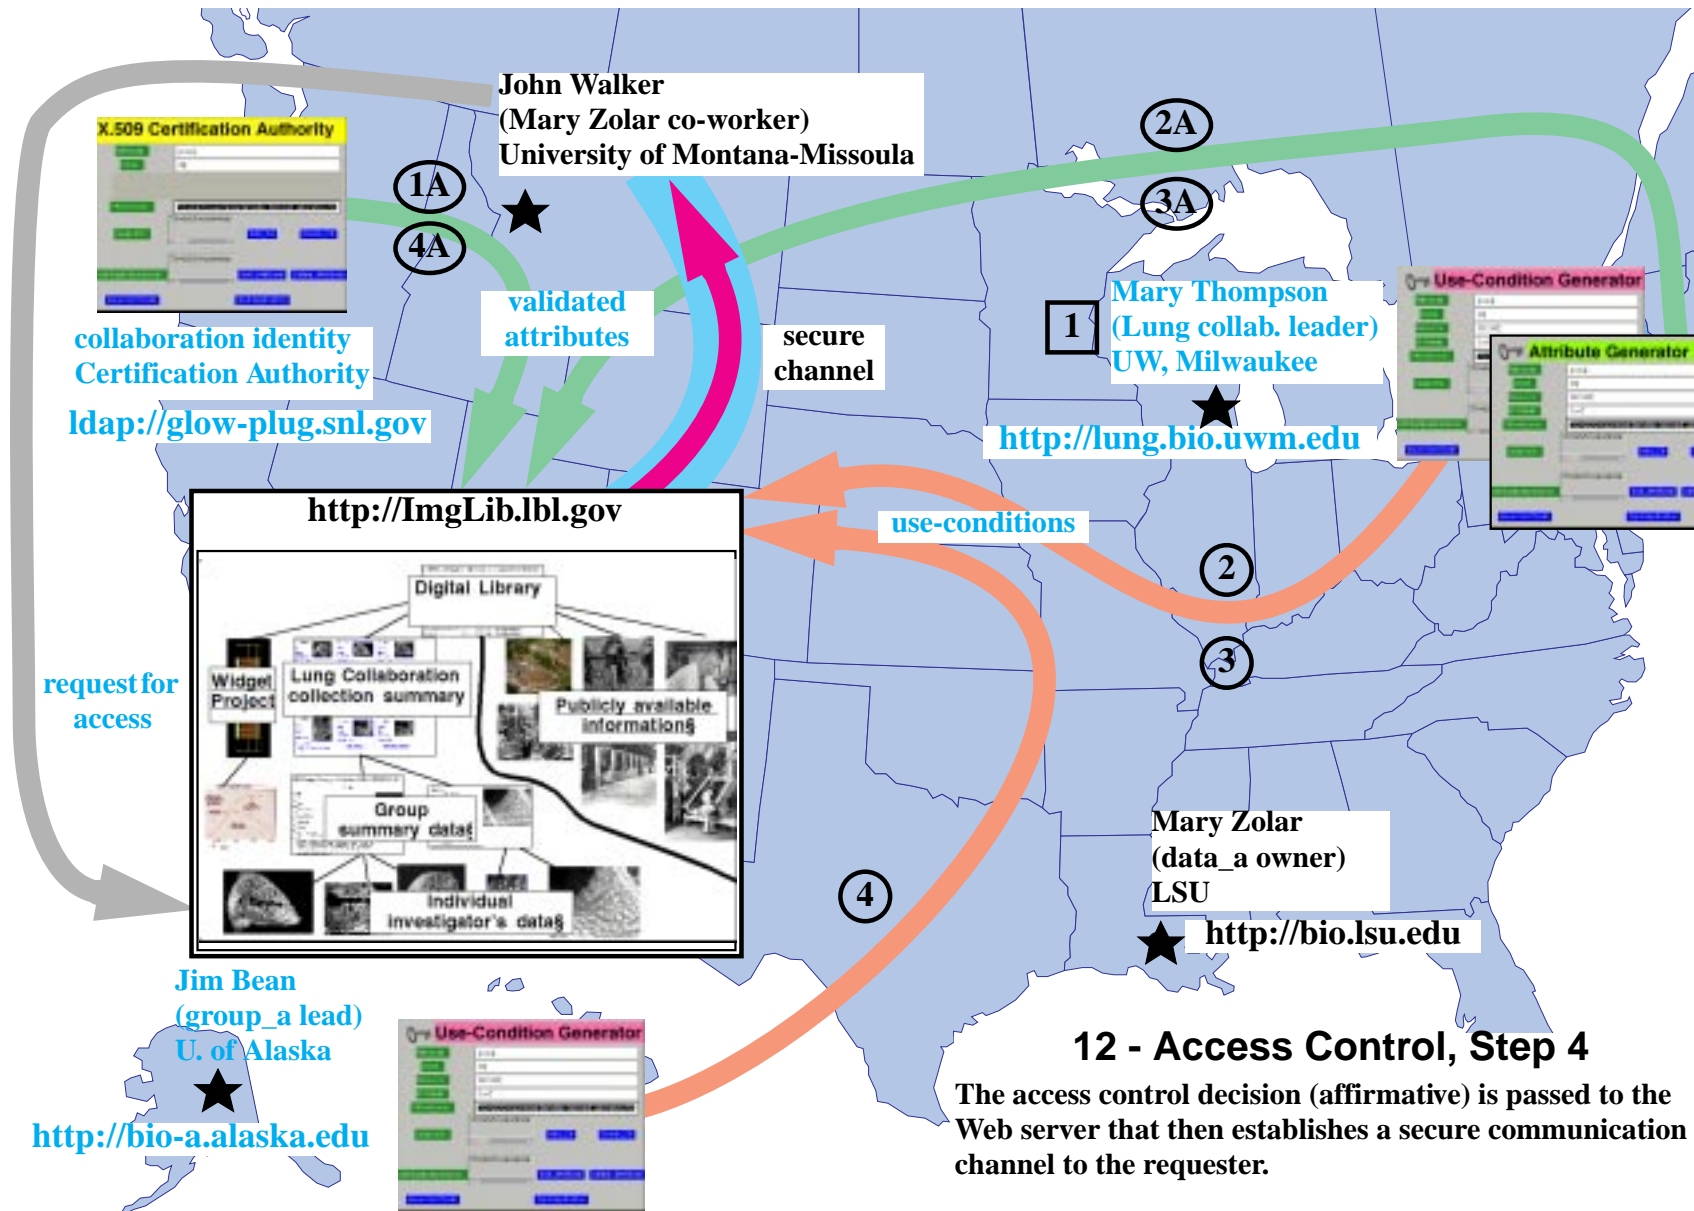 John Walker
(Mary Zolar co-worker)
University of Montana-Missoula
X.509 Certification Authority
1A
4A
2A
3A
validated
attributes
secure
channel
collaboration identity
Certification Authority
ldap://glow-plug.snl.gov
1
Mary Thompson
(Lung collab. leader)
UW, Milwaukee
http://lung.bio.uwm.edu
Use-Condition Generator
Attribute Generator
http://ImgLib.lbl.gov
use-conditions
2
3
Digital Library
Widget
Project
Lung Collaboration
collection summary
Publicly available
information§
Group
summary data§
Individual
investigator's data§
request for
access
4
Mary Zolar
(data_a owner)
LSU
http://bio.lsu.edu
Jim Bean
(group_a lead)
U. of Alaska
http://bio-a.alaska.edu
Use-Condition Generator
12 - Access Control, Step 4
The access control decision (affirmative) is passed to the
Web server that then establishes a secure communication
channel to the requester.